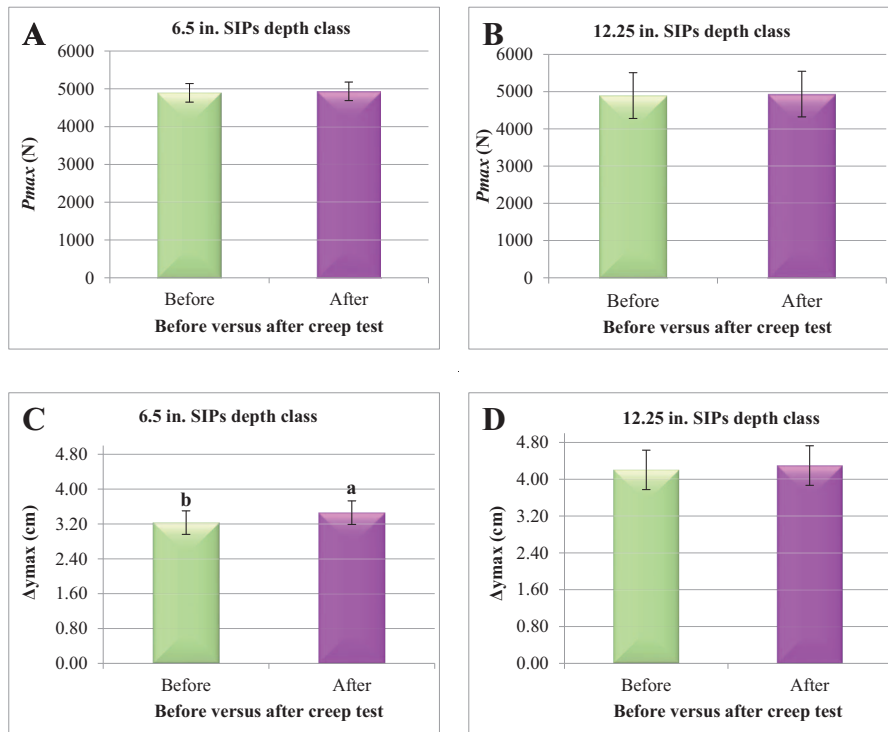 A
6.5 in. SIPs depth class
6000
5000
4000
3000
2000
1000
0
Pmax (N)
Before
After
Before versus after creep test
B
12.25 in. SIPs depth class
6000
5000
4000
3000
2000
1000
0
Pmax (N)
Before
After
Before versus after creep test
C
6.5 in. SIPs depth class
4.80
4.00
3.20
2.40
1.60
0.80
0.00
Δymax (cm)
b
a
Before
After
Before versus after creep test
D
12.25 in. SIPs depth class
4.80
4.00
3.20
2.40
1.60
0.80
0.00
Δymax (cm)
Before
After
Before versus after creep test